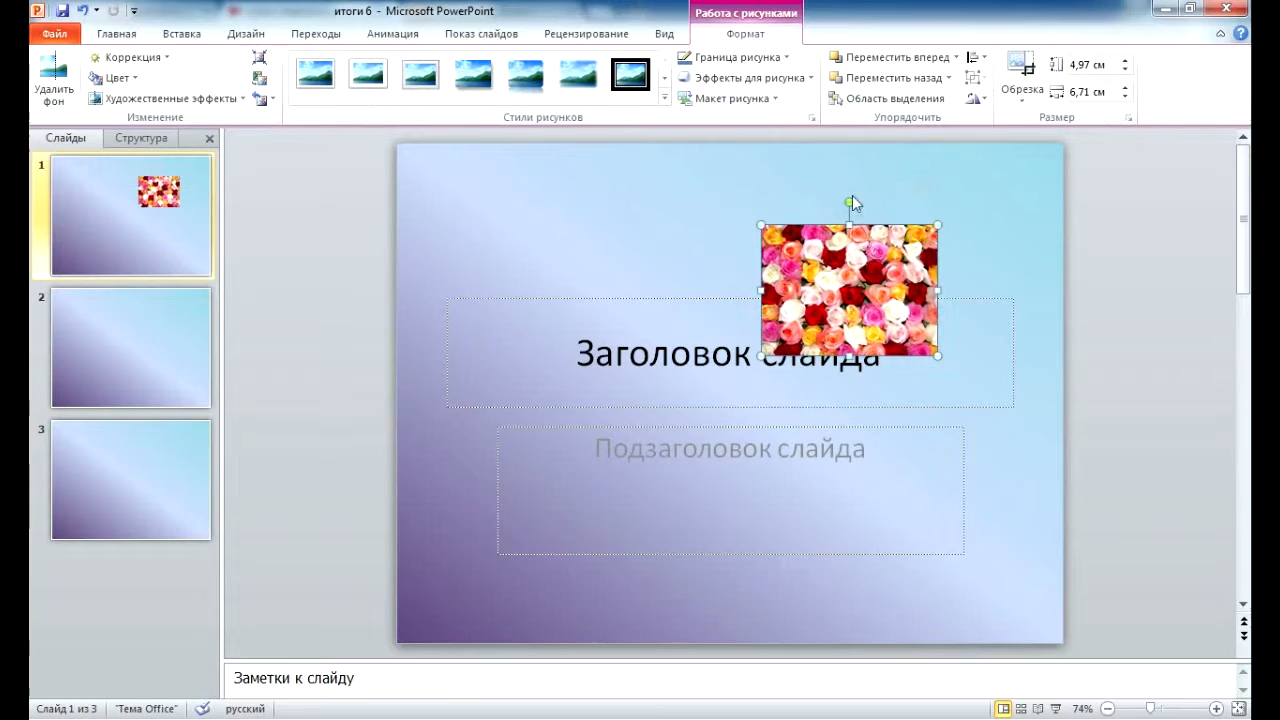 итоги 6 - Microsoft PowerPoint
Работа с рисунками
Файл Главная Вставка Дизайн Переходы Анимация Показ слайдов Рецензирование Вид Формат
Удалить фон
Коррекция
Цвет
Художественные эффекты
Изменение
Стили рисунков
Граница рисунка
Эффекты для рисунка
Макет рисунка
Переместить вперед
Переместить назад
Область выделения
Упорядочить
Обрезка
4,97 см
6,71 см
Размер
Слайды Структура
1
2
3
Заголовок слайда
Подзаголовок слайда
Заметки к слайду
Слайд 1 из 3 "Тема Office" русский 74%